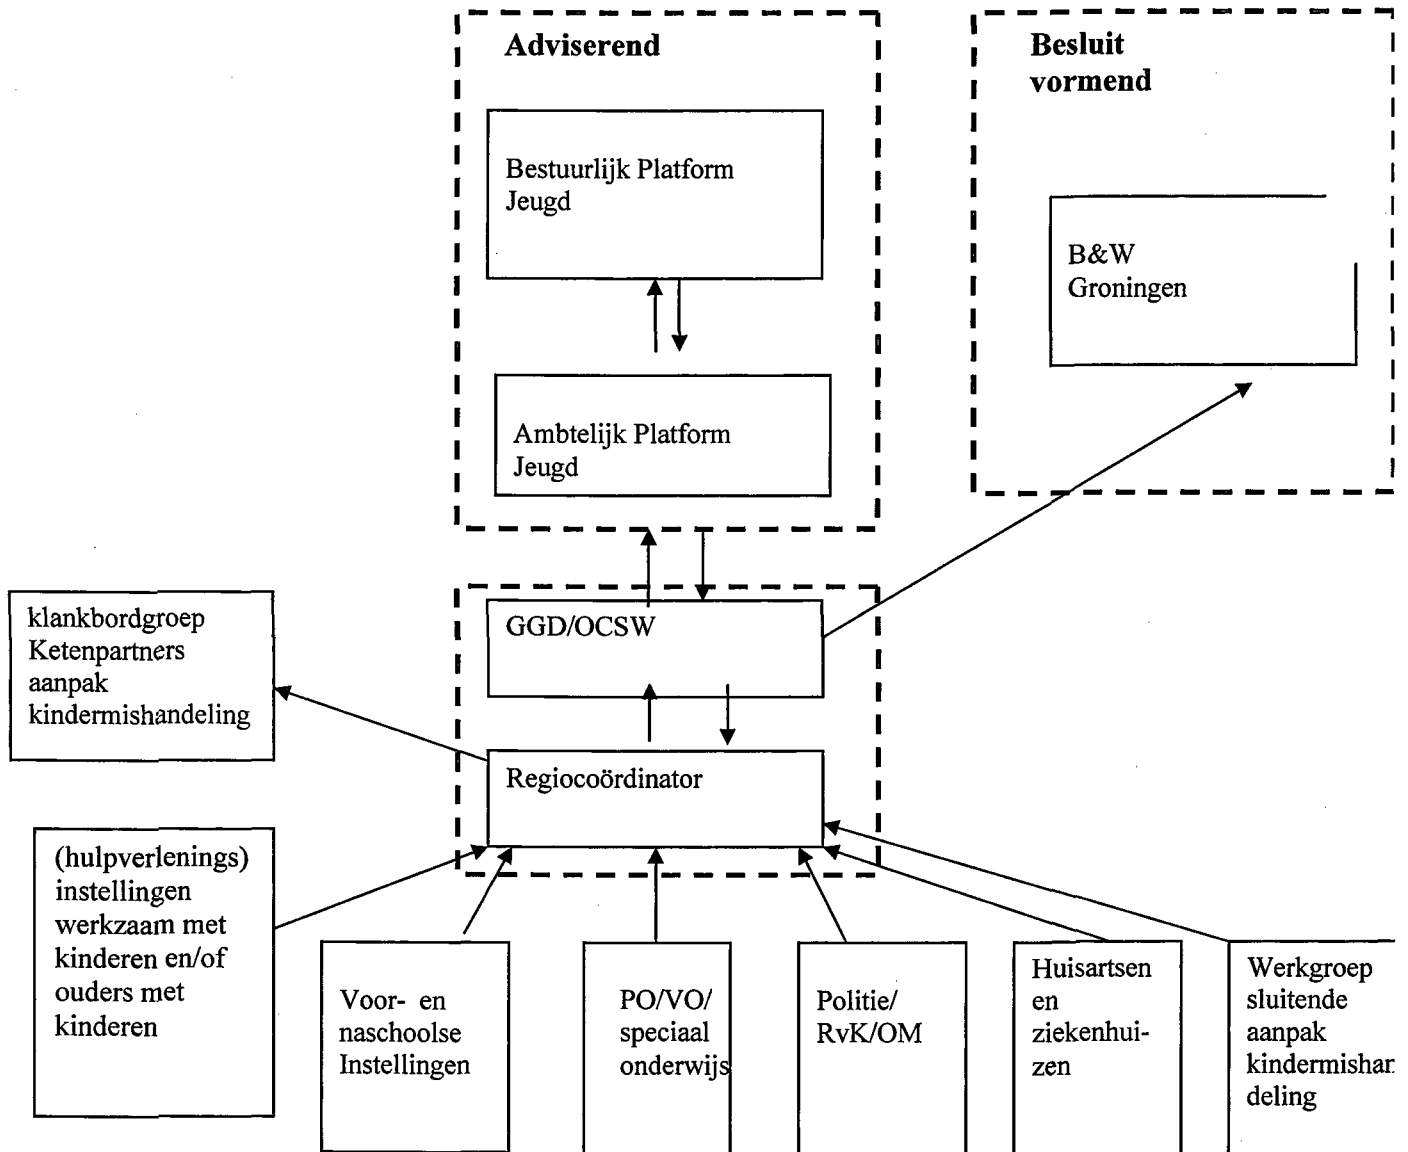 Adviserend
Besluit
vormend
Bestuurlijk Platform
Jeugd
B&W
Groningen
Ambtelijk Platform
Jeugd
GGD/OCSW
klankbordgroep
Ketenpartners
aanpak
kindermishandeling
Regiocoördinator
(hulpverlenings)
instellingen
werkzaam met
kinderen en/of
ouders met
kinderen
Voor- en
naschoolse
Instellingen
PO/VO/
speciaal
onderwijs
Politie/
RvK/OM
Huisartsen
en
ziekenhui-
zen
Werkgroep
sluitende
aanpak
kindermishan
deling